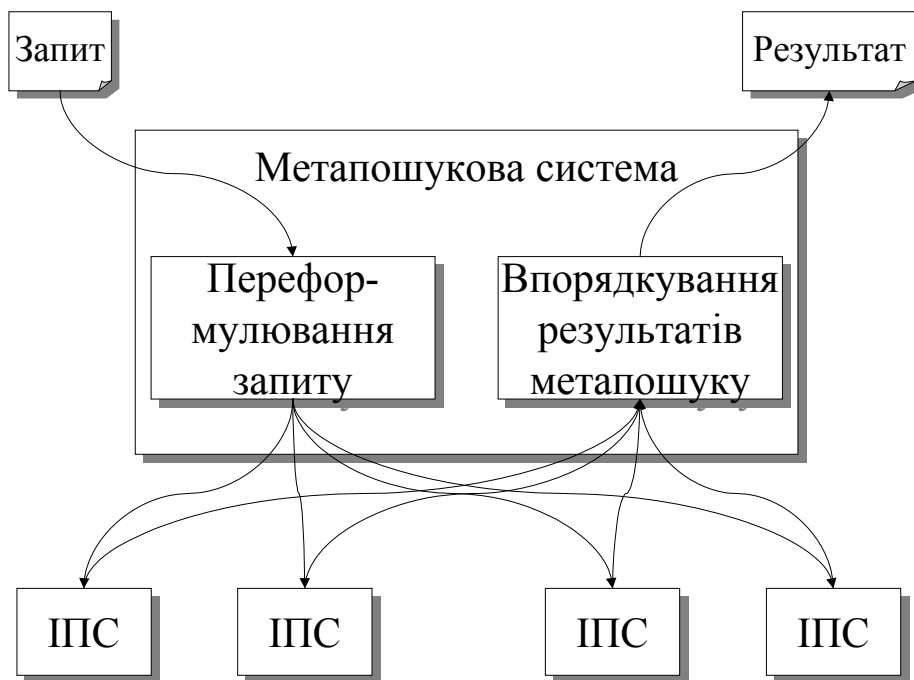 Запит
Результат
Метапошукова система
Перефор-
мулювання
запиту
Впорядкування
результатів
метапошуку
ІПС
ІПС
ІПС
ІПС